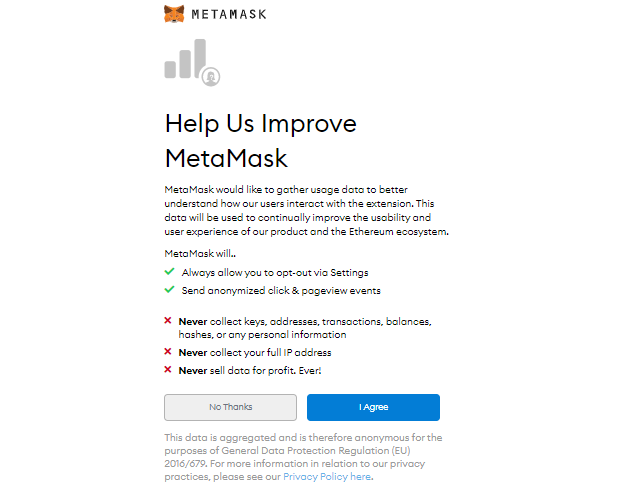 METAMASK
Help Us Improve
MetaMask
MetaMask would like to gather usage data to better
understand how our users interact with the extension. This
data will be used to continually improve the usability and
user experience of our product and the Ethereum ecosystem.
MetaMask will..
Always allow you to opt-out via Settings
Send anonymized click & pageview events
Never collect keys, addresses, transactions, balances,
hashes, or any personal information
Never collect your full IP address
Never sell data for profit. Ever!
No Thanks
I Agree
This data is aggregated and is therefore anonymous for the
purposes of General Data Protection Regulation (EU)
2016/679. For more information in relation to our privacy
practices, please see our Privacy Policy here.